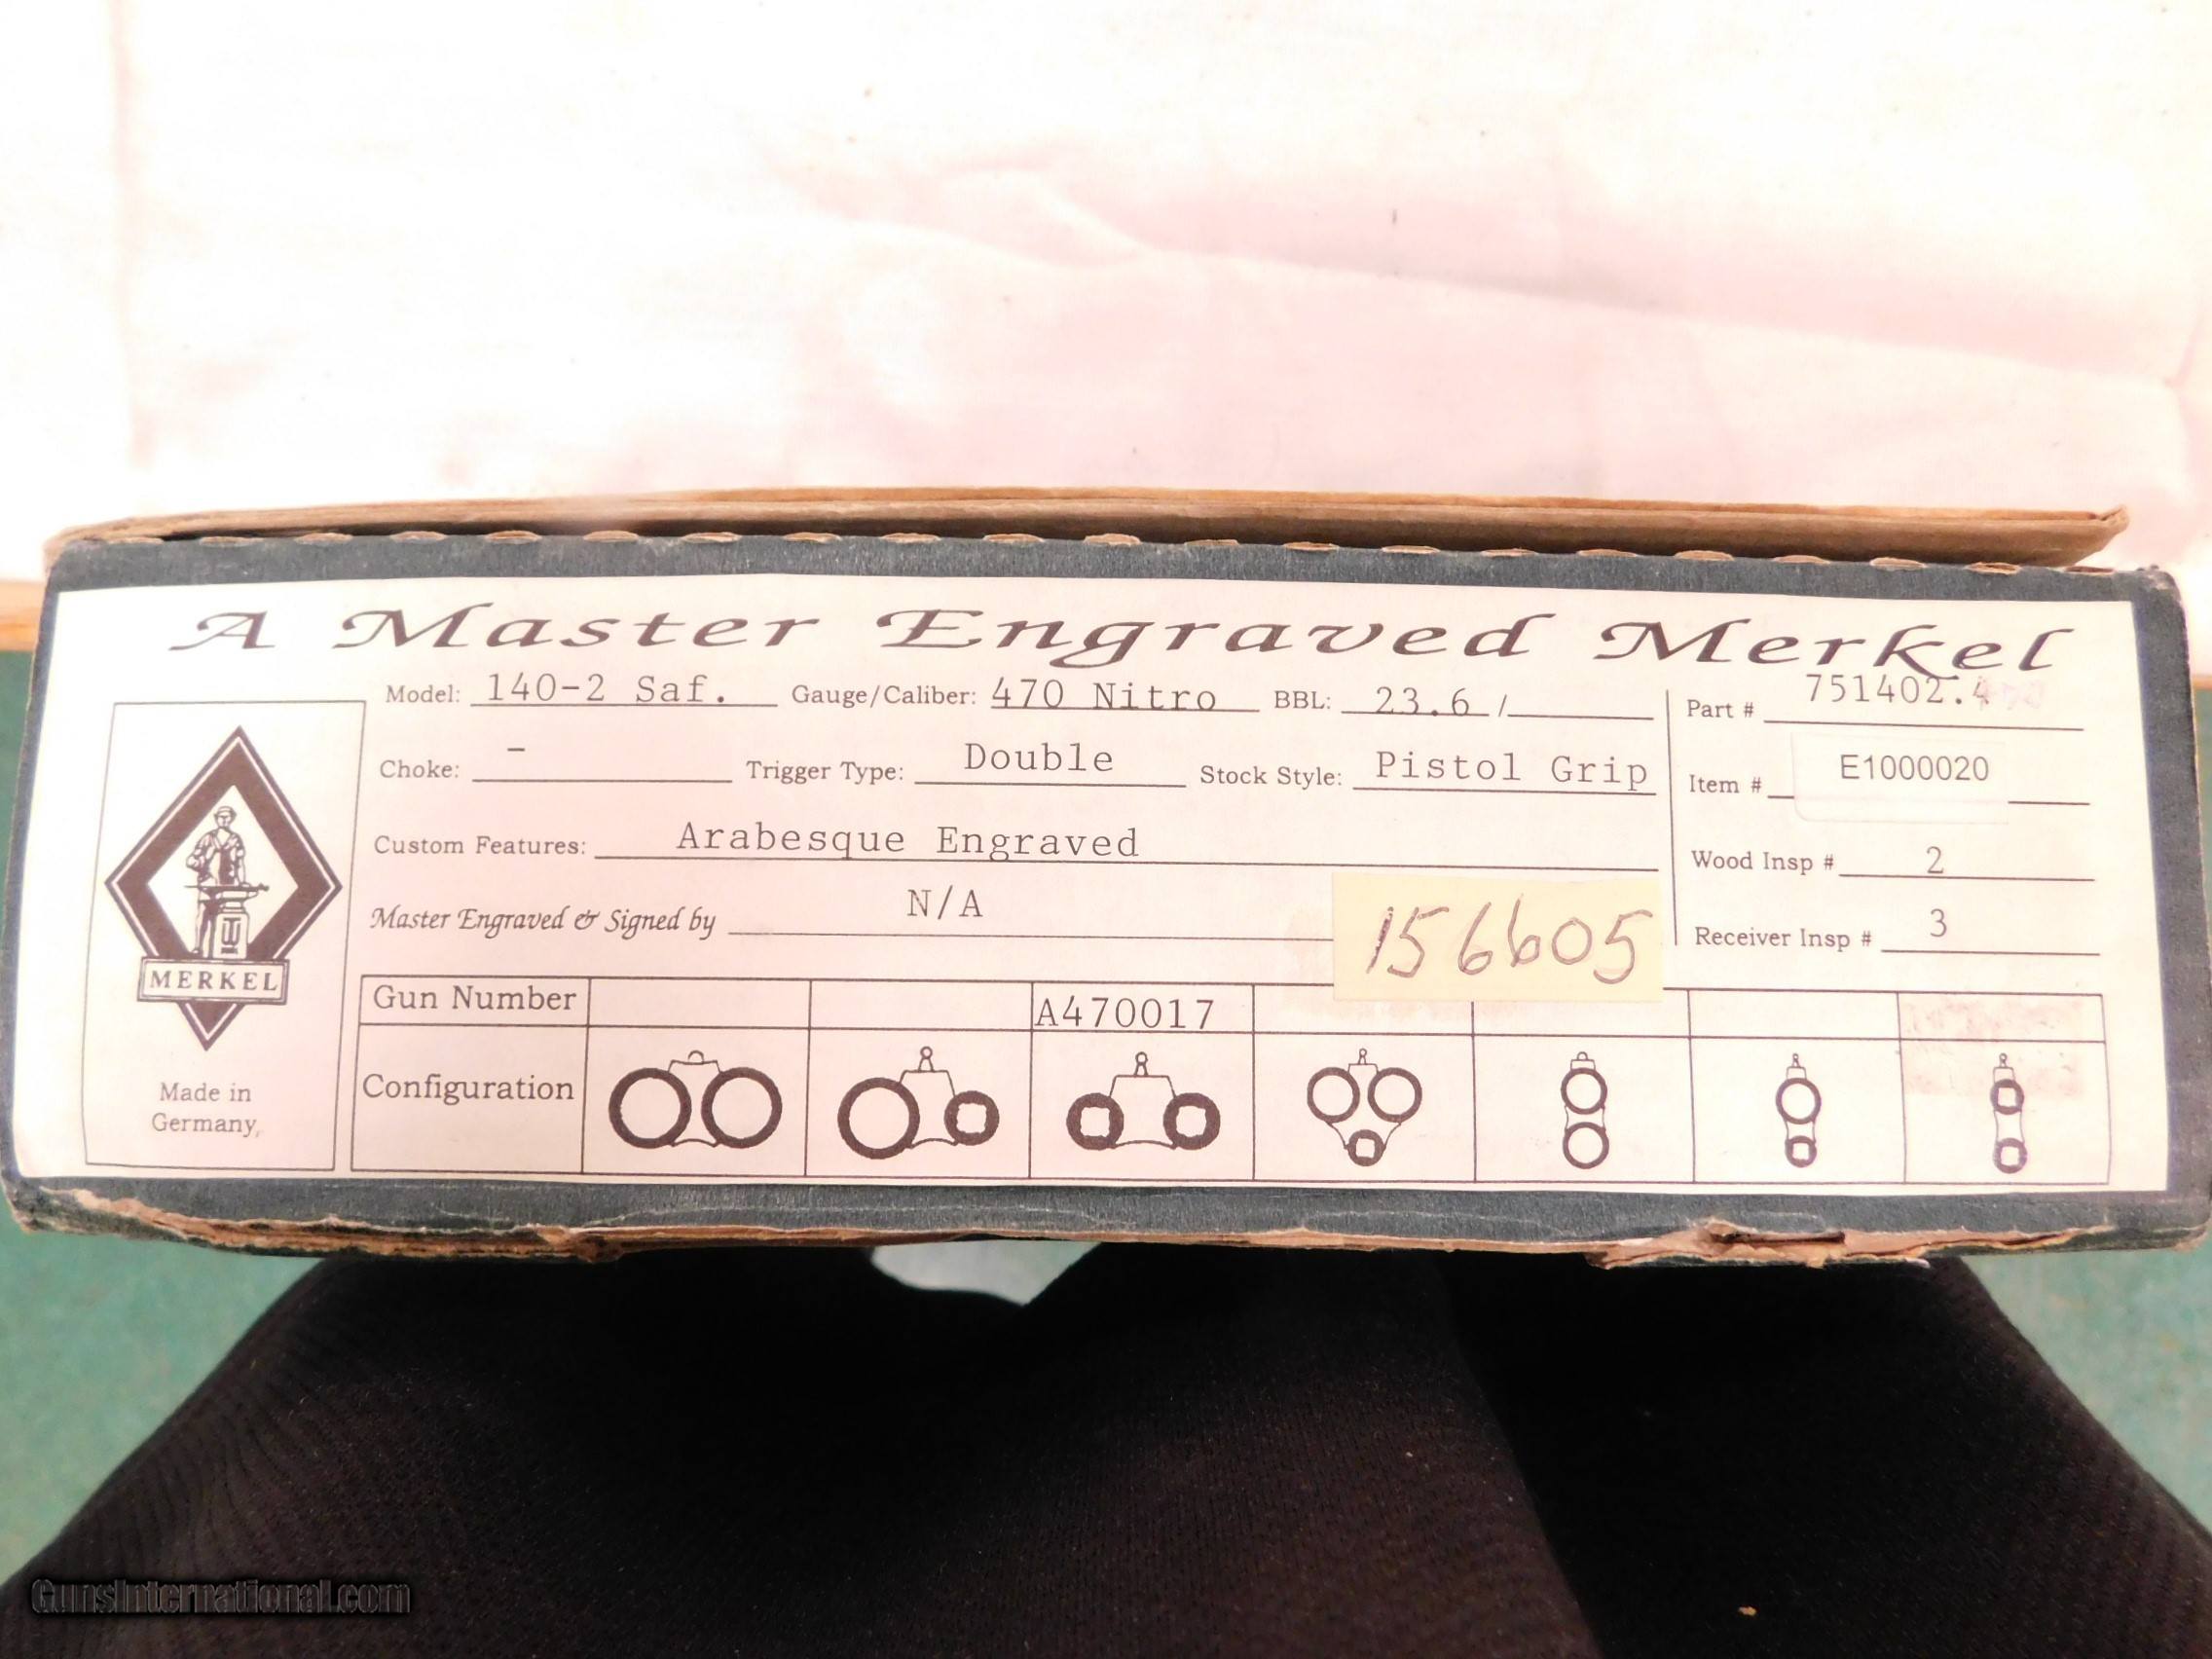 A Master Engraved Merkel
Model: 140-2 Saf. Gauge/Caliber: 470 Nitro BBL: 23.6 / Part # 751402.4
Choke: - Trigger Type: Double Stock Style: Pistol Grip Item # E1000020
Custom Features: Arabesque Engraved Wood Insp # 2
Master Engraved & Signed by N/A 156605 Receiver Insp # 3
MERKEL
Made in
Germany
Gun Number A470017
Configuration
GunsInternational.com